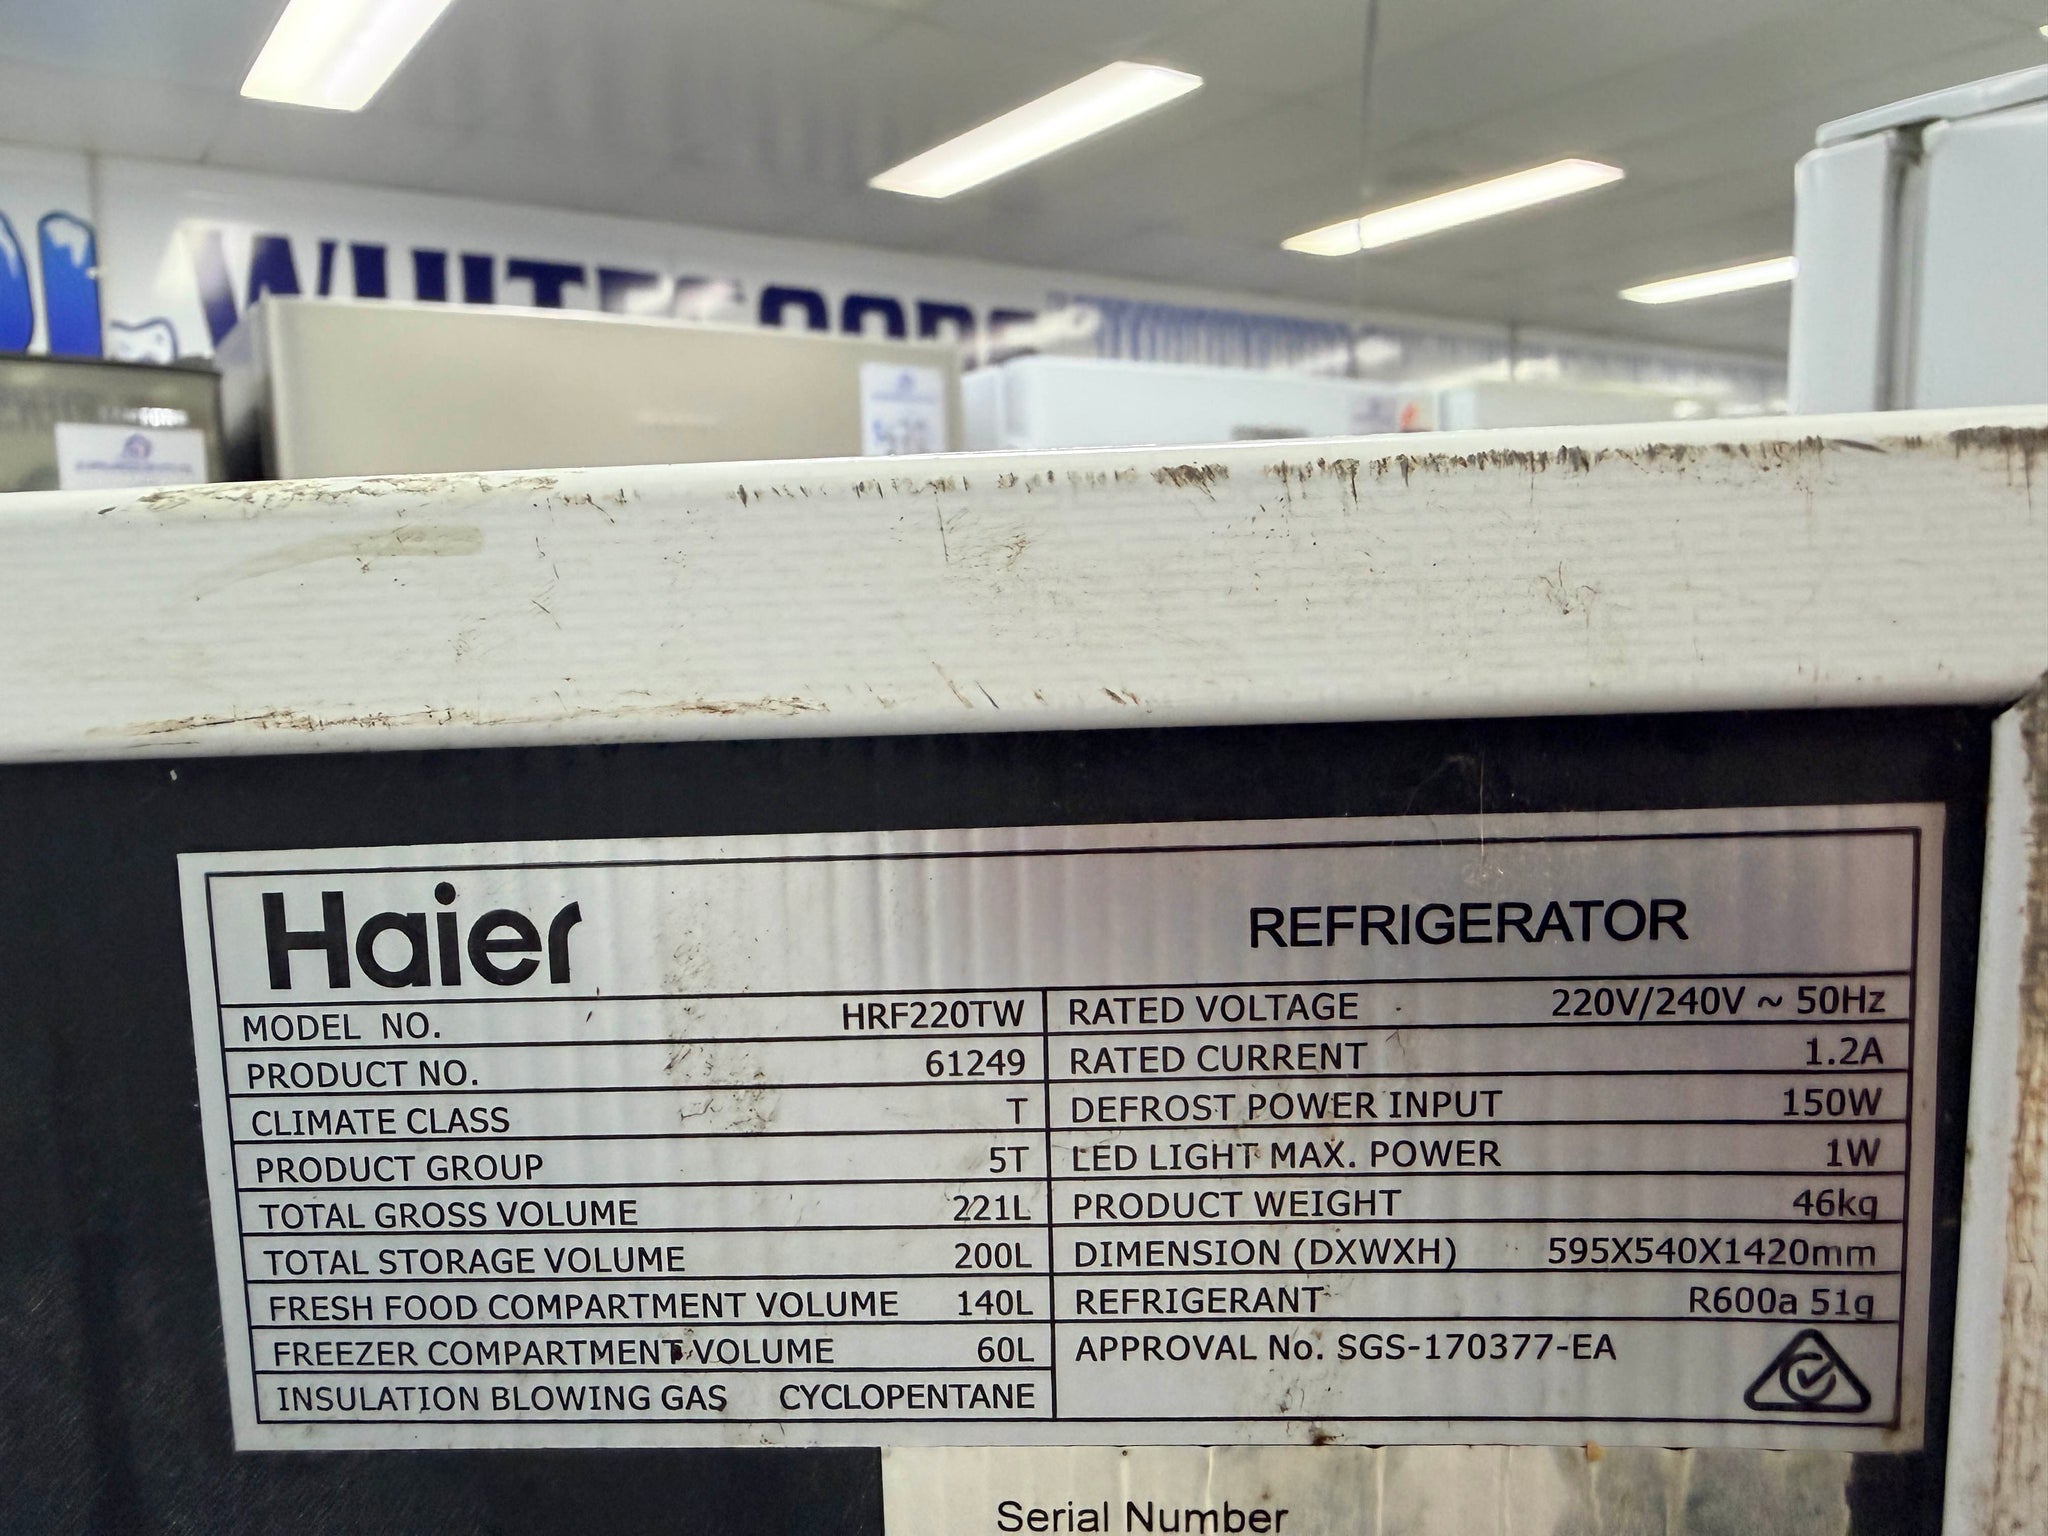 Haier REFRIGERATOR
MODEL NO. HRF220TW
PRODUCT NO. 61249
CLIMATE CLASS T
PRODUCT GROUP 5T
TOTAL GROSS VOLUME 221L
TOTAL STORAGE VOLUME 200L
FRESH FOOD COMPARTMENT VOLUME 140L
FREEZER COMPARTMENT VOLUME 60L
INSULATION BLOWING GAS CYCLOPENTANE
RATED VOLTAGE 220V/240V ~ 50Hz
RATED CURRENT 1.2A
DEFROST POWER INPUT 150W
LED LIGHT MAX. POWER 1W
PRODUCT WEIGHT 46kg
DIMENSION (DXWXH) 595X540X1420mm
REFRIGERANT R600a 51g
APPROVAL No. SGS-170377-EA
Serial Number